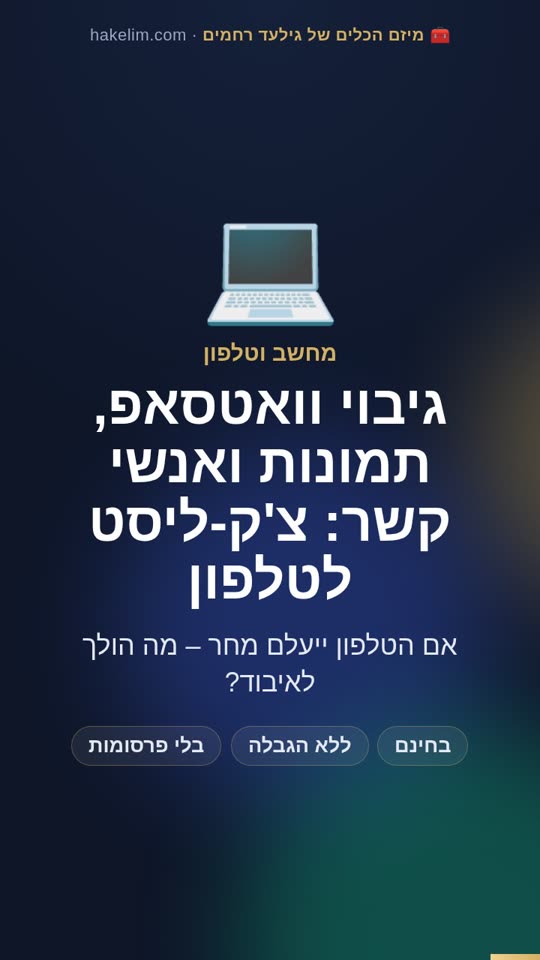 🧰 מיזם הכלים של גילעד רחמים · hakelim.com
מחשב וטלפון
גיבוי וואטסאפ,
תמונות ואנשי
קשר: צ'ק-ליסט
לטלפון
אם הטלפון ייעלם מחר – מה הולך
לאיבוד?
בחינם
ללא הגבלה
בלי פרסומות